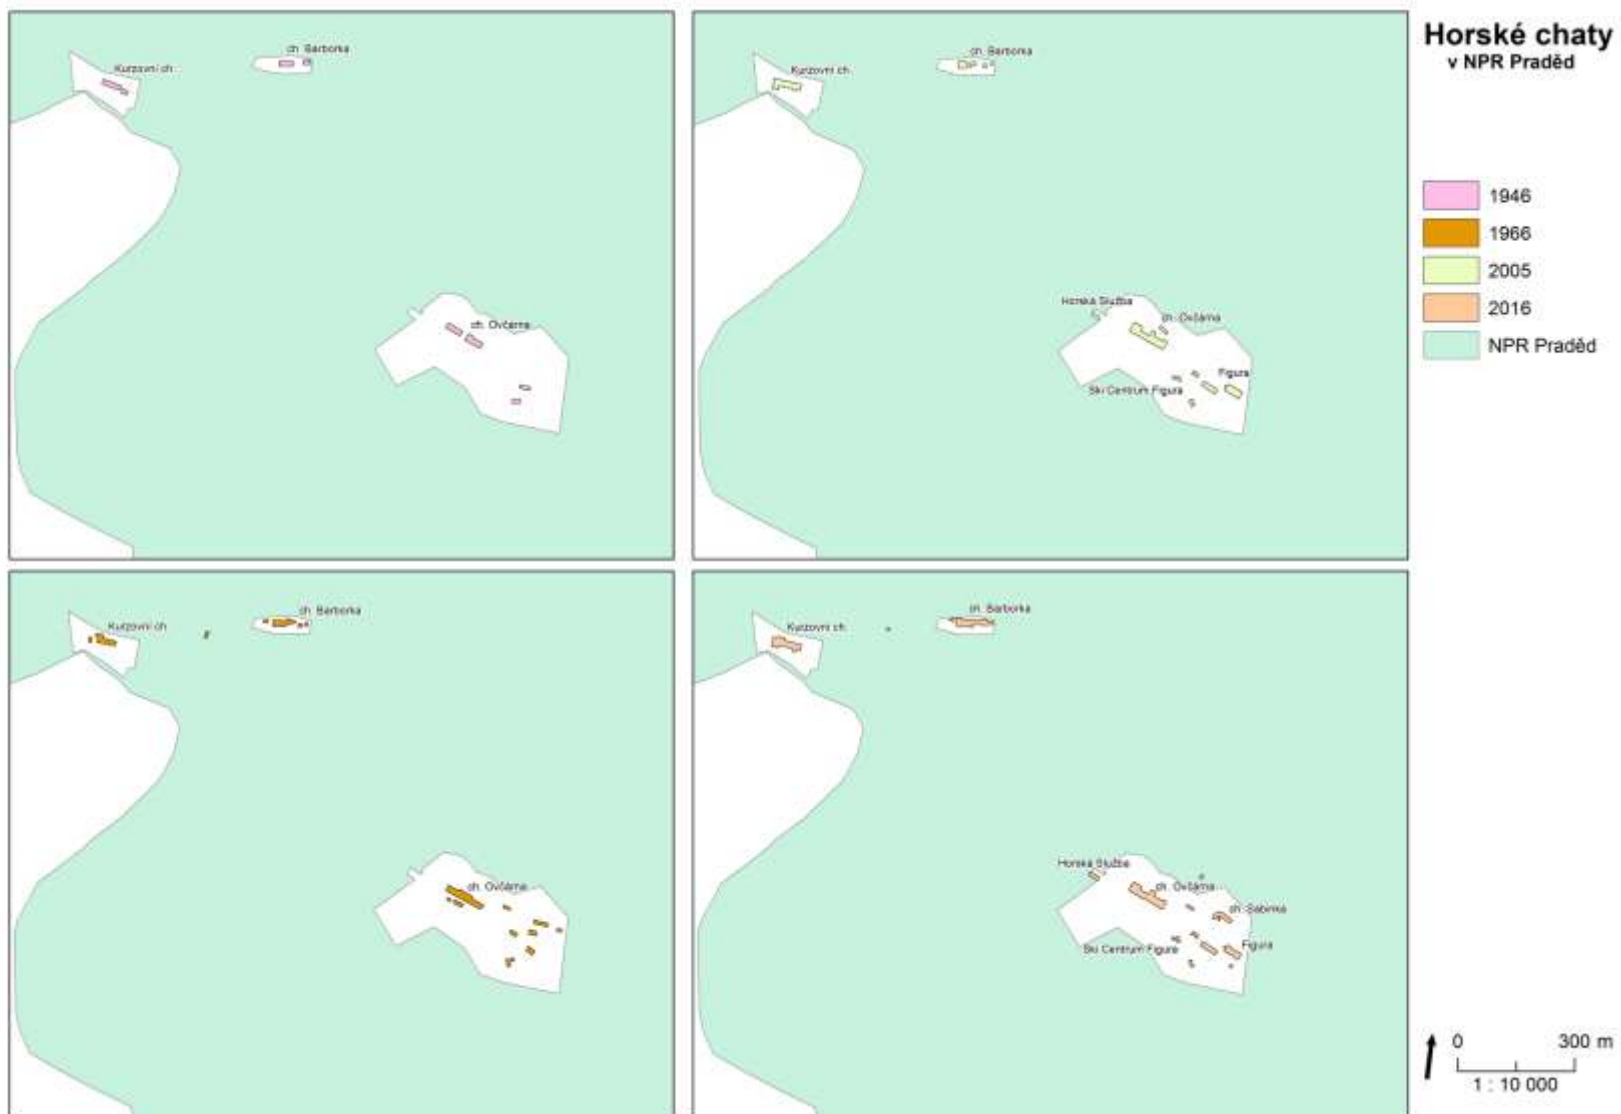 Horské chaty
v NPR Praděd
1946
1966
2005
2016
NPR Praděd
ch. Barborka
Kurzovní ch.
ch. Ovčárna
ch. Barborka
Kurzovní ch.
Horská Služba
ch. Ovčárna
Figura
Ski Centrum Figura
ch. Barborka
Kurzovní ch.
ch. Ovčárna
ch. Barborka
Kurzovní ch.
Horská Služba
ch. Ovčárna
ch. Sabinka
Ski Centrum Figura
Figura
0 300 m
1 : 10 000